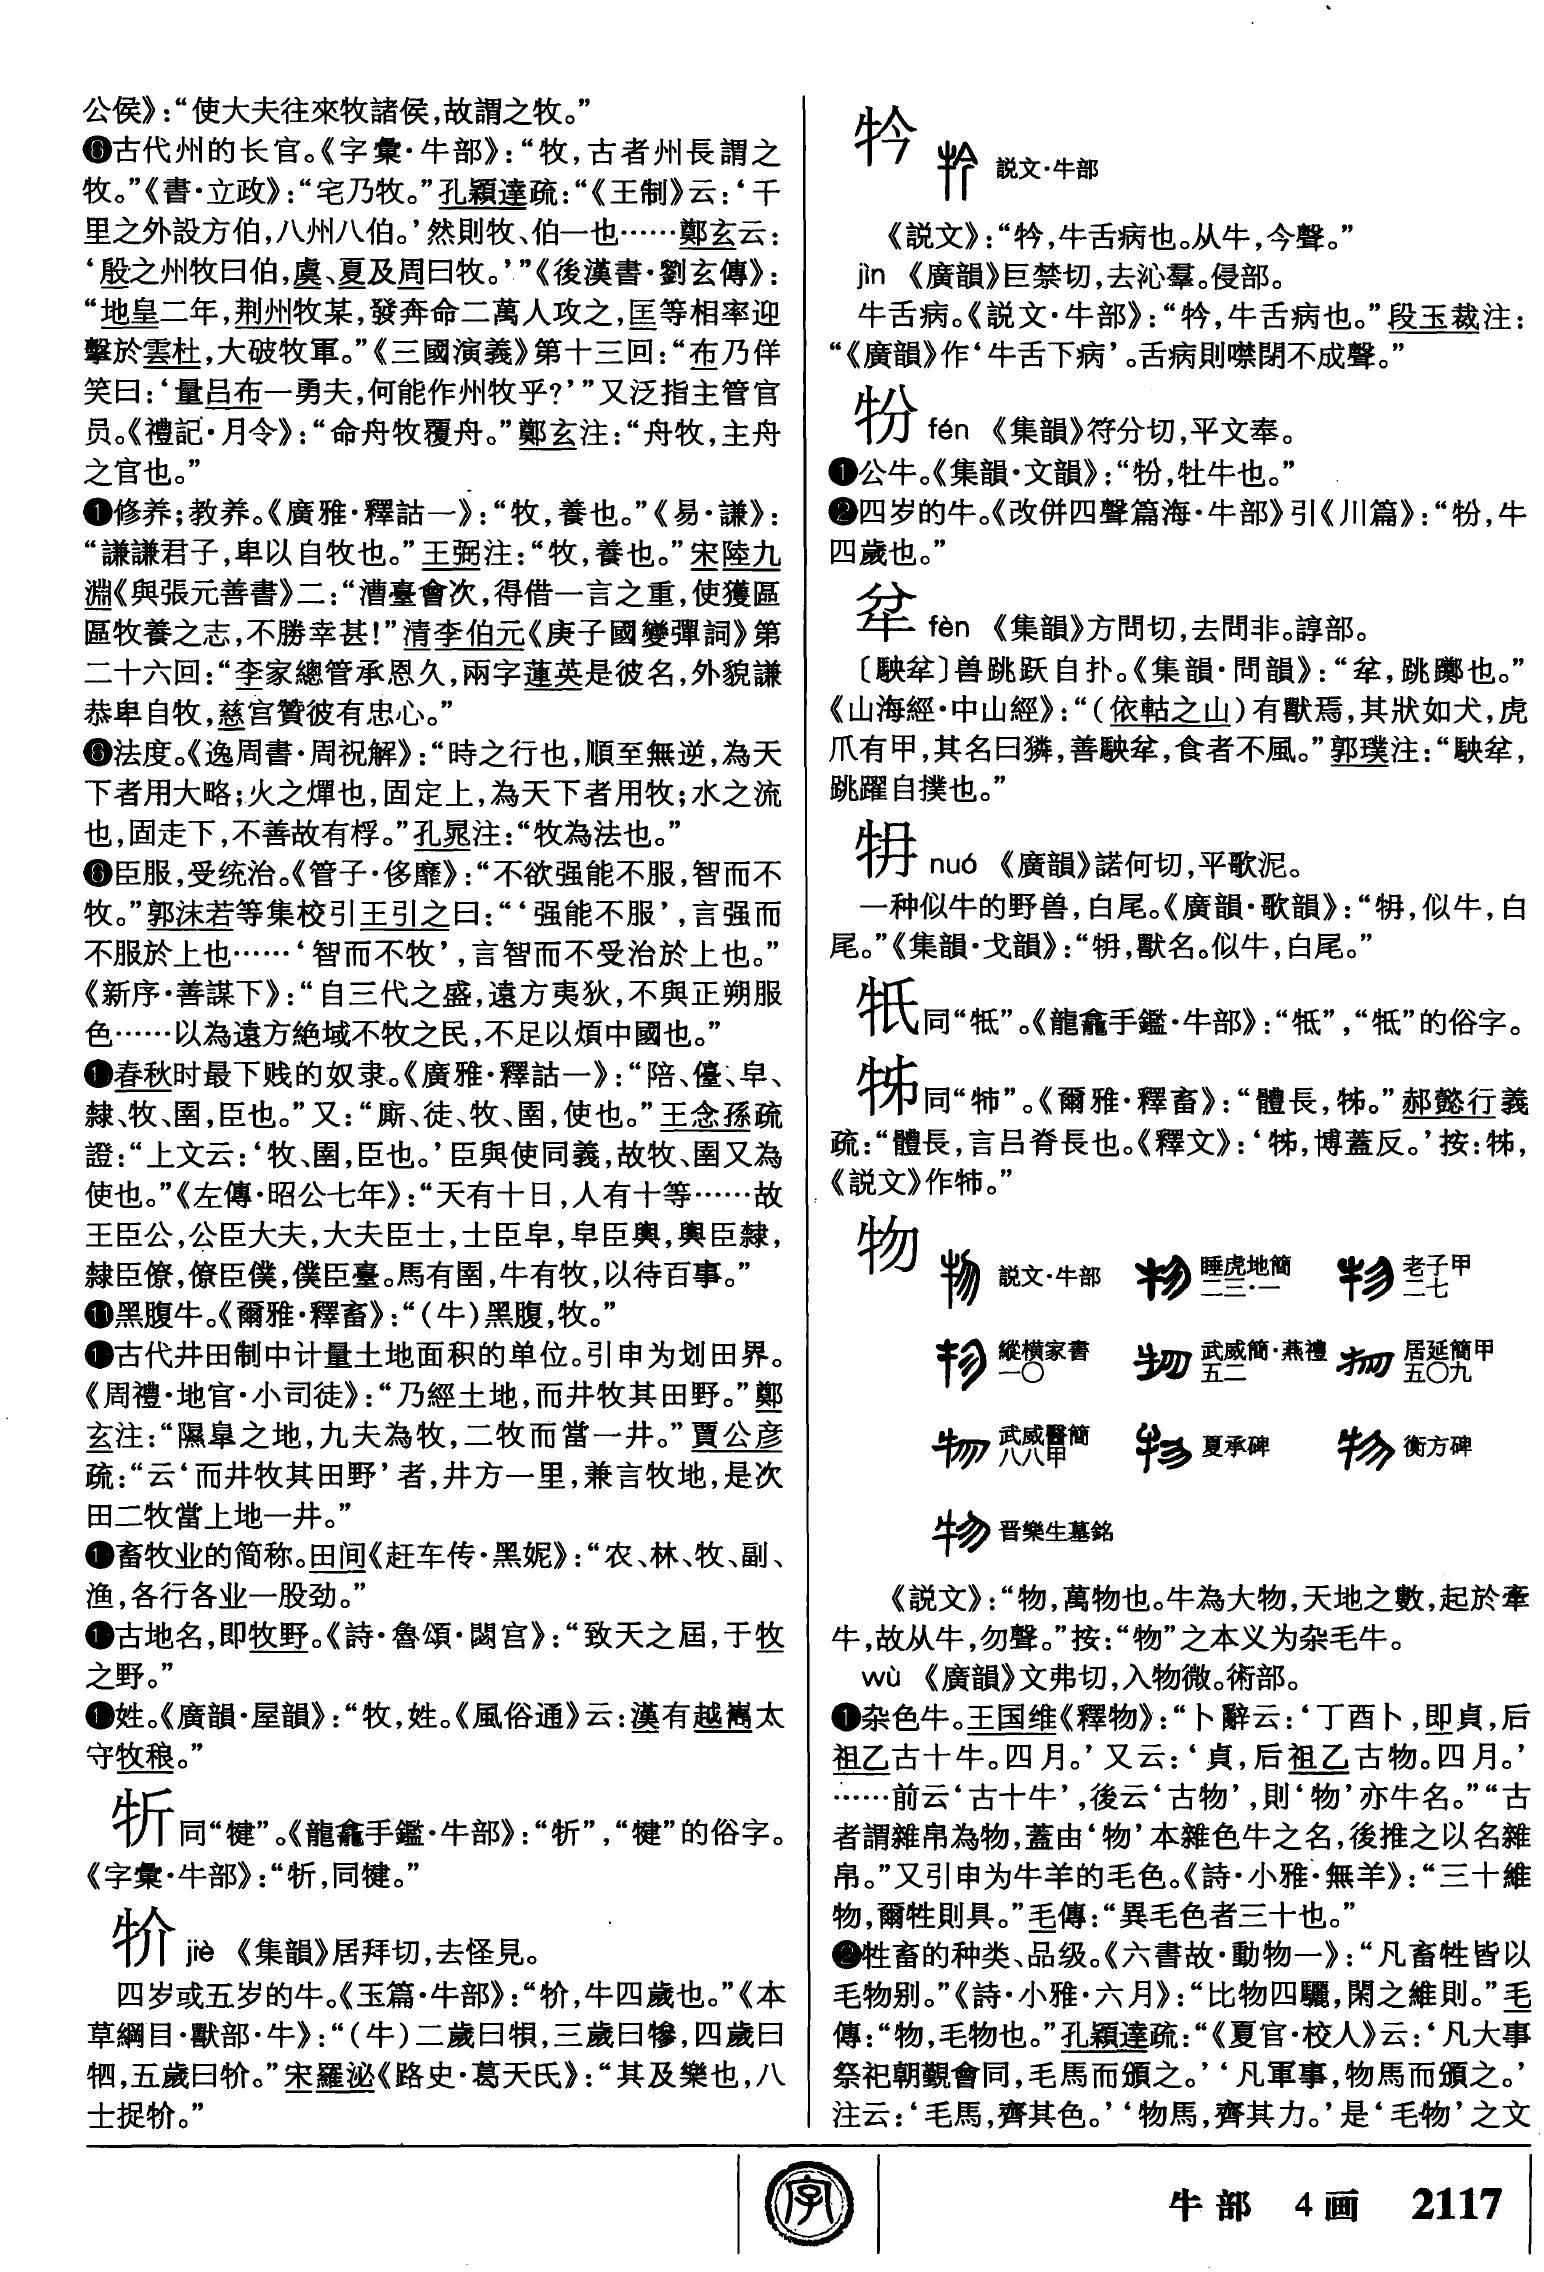 公侯》：“使大夫往來牧諸侯，故謂之牧。”
❻古代州的长官。《字彙·牛部》：“牧，古者州長謂之
牧。”《書·立政》：“宅乃牧。”孔穎達疏：“《王制》云：‘千
里之外設方伯，八州八伯。’然則牧、伯一也……鄭玄云：
‘殷之州牧曰伯，虞、夏及周曰牧。’”《後漢書·劉玄傳》：
“地皇二年，荆州牧某，發奔命二萬人攻之，匡等相率迎
擊於雲杜，大破牧軍。”《三國演義》第十三回：“布乃佯
笑曰：‘量吕布一勇夫，何能作州牧乎？’”又泛指主管官
员。《禮記·月令》：“命舟牧覆舟。”鄭玄注：“舟牧，主舟
之官也。”
修养；教养。《廣雅·釋詁一》：“牧，養也。”《易·謙》：
“謙謙君子，卑以自牧也。”王弼注：“牧，養也。”宋陸九
淵《與張元善書》二：“漕臺會次，得借一言之重，使獲區
區牧養之志，不勝幸甚！”清李伯元《庚子國變彈詞》第
二十六回：“李家總管承恩久，兩字蓮英是彼名，外貌謙
恭卑自牧，慈宫贊彼有忠心。”
法度。《逸周書·周祝解》：“時之行也，順至無逆，為天
下者用大略；火之燀也，固定上，為天下者用牧；水之流
也，固走下，不善故有桴。”孔晁注：“牧為法也。”
臣服，受统治。《管子·侈靡》：“不欲强能不服，智而不
牧。”郭沫若等集校引王引之曰：“‘强能不服’，言强而
不服於上也……‘智而不牧’，言智而不受治於上也。”
《新序·善謀下》：“自三代之盛，遠方夷狄，不與正朔服
色……以為遠方絶域不牧之民，不足以煩中國也。”
春秋时最下贱的奴隶。《廣雅·釋詁一》：“陪、儓、皁、
隸、牧、圉，臣也。”又：“廝、徒、牧、圉，使也。”王念孫疏
證：“上文云：‘牧、圉，臣也。’臣與使同義，故牧、圉又為
使也。”《左傳·昭公七年》：“天有十日，人有十等……故
王臣公，公臣大夫，大夫臣士，士臣皁，皁臣輿，輿臣隸，
隸臣僚，僚臣僕，僕臣臺。馬有圉，牛有牧，以待百事。”
⓫黑腹牛。《爾雅·釋畜》：“（牛）黑腹，牧。”
古代井田制中计量土地面积的单位。引申为划田界。
《周禮·地官·小司徒》：“乃經土地，而井牧其田野。”鄭
玄注：“隰皐之地，九夫為牧，二牧而當一井。”賈公彦
疏：“云‘而井牧其田野’者，井方一里，兼言牧地，是次
田二牧當上地一井。”
畜牧业的简称。田间《赶车传·黑妮》：“农、林、牧、副、
渔，各行各业一股劲。”
古地名，即牧野。《詩·魯頌·閟宫》：“致天之屆，于牧
之野。”
姓。《廣韻·屋韻》：“牧，姓。《風俗通》云：漢有越巂太
守牧稂。”
㸫同“犍”。《龍龕手鑑·牛部》：“㸫”，“犍”的俗字。
《字彙·牛部》：“㸫，同犍。”
牨 jiè 《集韻》居拜切，去怪見。
四岁或五岁的牛。《玉篇·牛部》：“㸺，牛四歲也。”《本
草綱目·獸部·牛》：“（牛）二歲曰㸬，三歲曰犙，四歲曰
牭，五歲曰㸺。”宋羅泌《路史·葛天氏》：“其及樂也，八
士捉㸺。”
牪
説文·牛部
《説文》：“㸧，牛舌病也。从牛，今聲。”
jìn 《廣韻》巨禁切，去沁羣。侵部。
牛舌病。《説文·牛部》：“㸧，牛舌病也。”段玉裁注：
“《廣韻》作‘牛舌下病’。舌病則噤閉不成聲。”
㸮 fén 《集韻》符分切，平文奉。
❶公牛。《集韻·文韻》：“㸮，牡牛也。”
❷四岁的牛。《改併四聲篇海·牛部》引《川篇》：“㸮，牛
四歲也。”
坌 fèn 《集韻》方問切，去問非。諄部。
〔駚㸮〕兽跳跃自扑。《集韻·問韻》：“㸮，跳躑也。”
《山海經·中山經》：“（依軲之山）有獸焉，其狀如犬，虎
爪有甲，其名曰獜，善駚㸮，食者不風。”郭璞注：“駚㸮，
跳躍自撲也。”
nuó 《廣韻》諾何切，平歌泥。
一种似牛的野兽，白尾。《廣韻·歌韻》：“，似牛，白
尾。”《集韻·戈韻》：“，獸名。似牛，白尾。”
同“牴”。《龍龕手鑑·牛部》：“”，“牴”的俗字。
㸬同“㸽”。《爾雅·釋畜》：“體長，牬。”郝懿行義
疏：“體長，言吕脊長也。《釋文》：‘牬，博蓋反。’按：牬，
《説文》作㸽。”
物
説文·牛部 睡虎地簡二三·一 老子甲二七
縱横家書一〇 武威簡·燕禮五二 居延簡甲五〇九
武威醫簡八八甲 夏承碑 衡方碑
晋樂生墓銘
《説文》：“物，萬物也。牛為大物，天地之數，起於牽
牛，故从牛，勿聲。”按：“物”之本义为杂毛牛。
wù 《廣韻》文弗切，入物微。術部。
❶杂色牛。王国维《釋物》：“卜辭云：‘丁酉卜，即貞，后
祖乙古十牛。四月。’又云：‘貞，后祖乙古物。四月。’
……前云‘古十牛’，後云‘古物’，則‘物’亦牛名。”“古
者謂雜帛為物，蓋由‘物’本雜色牛之名，後推之以名雜
帛。”又引申为牛羊的毛色。《詩·小雅·無羊》：“三十維
物，爾牲則具。”毛傳：“異毛色者三十也。”
❷牲畜的种类、品级。《六書故·動物一》：“凡畜牲皆以
毛物别。”《詩·小雅·六月》：“比物四驪，閑之維則。”毛
傳：“物，毛物也。”孔穎達疏：“《夏官·校人》云：‘凡大事
祭祀朝覲會同，毛馬而頒之。’‘凡軍事，物馬而頒之。’
注云：‘毛馬，齊其色。’‘物馬，齊其力。’是‘毛物’之文
字
牛部 4画 2117